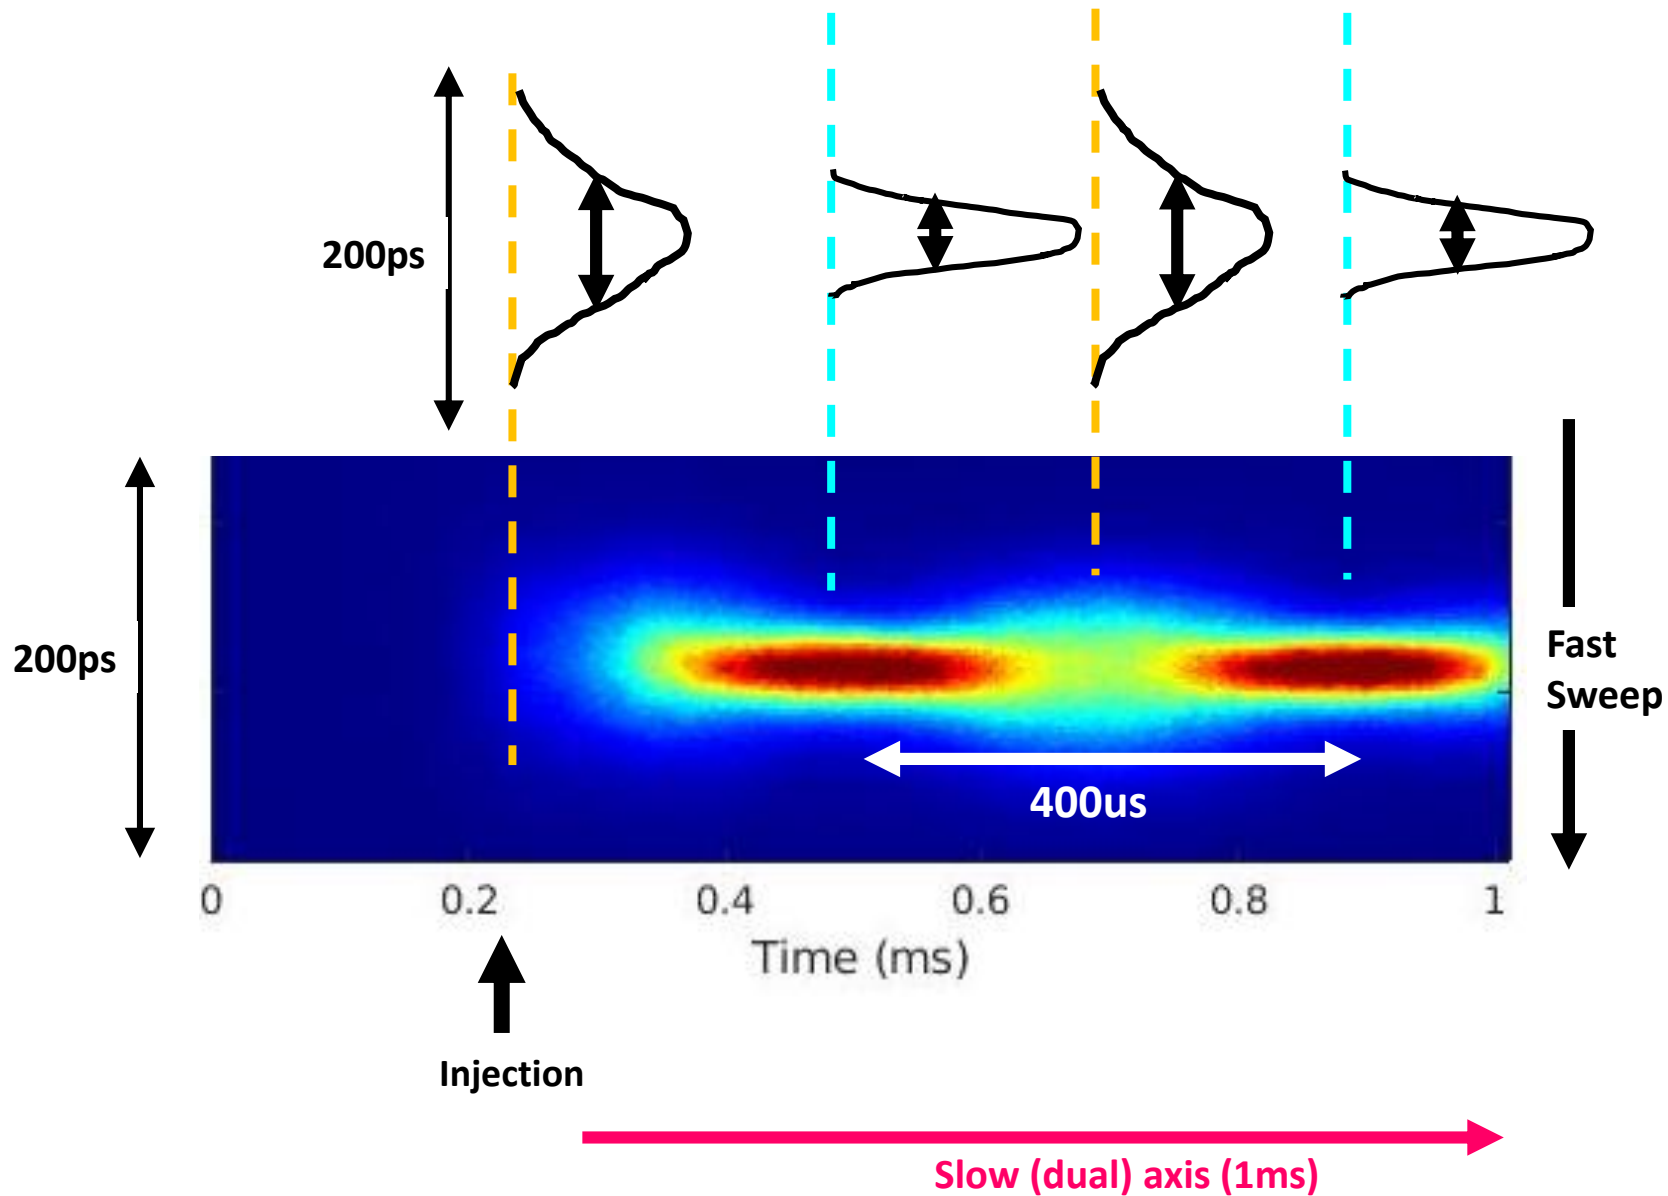 200ps
200ps
400us
Fast
Sweep
0 0.2 0.4 0.6 0.8 1
Time (ms)
Injection
Slow (dual) axis (1ms)